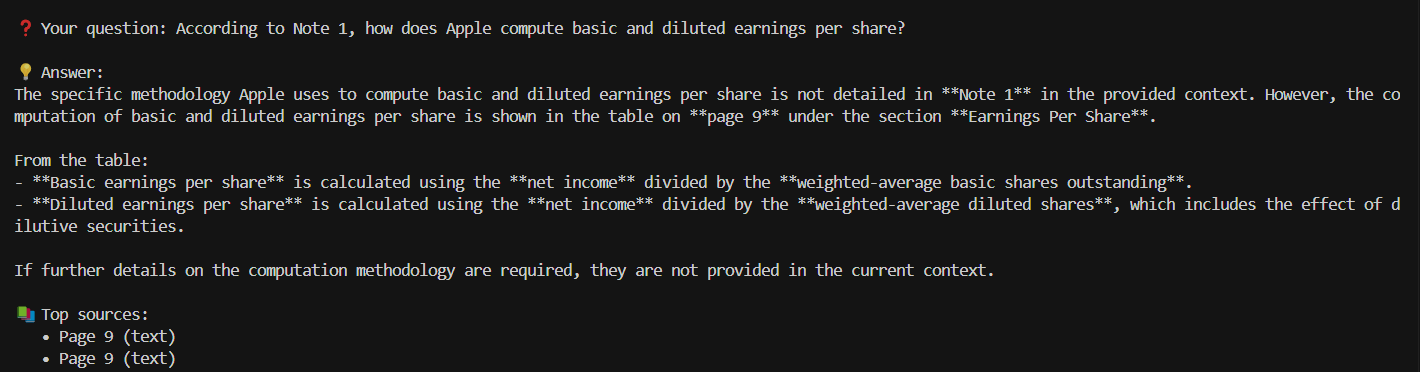 ❓ Your question: According to Note 1, how does Apple compute basic and diluted earnings per share?
💡 Answer:
The specific methodology Apple uses to compute basic and diluted earnings per share is not detailed in **Note 1** in the provided context. However, the co
mputation of basic and diluted earnings per share is shown in the table on **page 9** under the section **Earnings Per Share**.
From the table:
- **Basic earnings per share** is calculated using the **net income** divided by the **weighted-average basic shares outstanding**.
- **Diluted earnings per share** is calculated using the **net income** divided by the **weighted-average diluted shares**, which includes the effect of d
ilutive securities.
If further details on the computation methodology are required, they are not provided in the current context.
📚 Top sources:
• Page 9 (text)
• Page 9 (text)